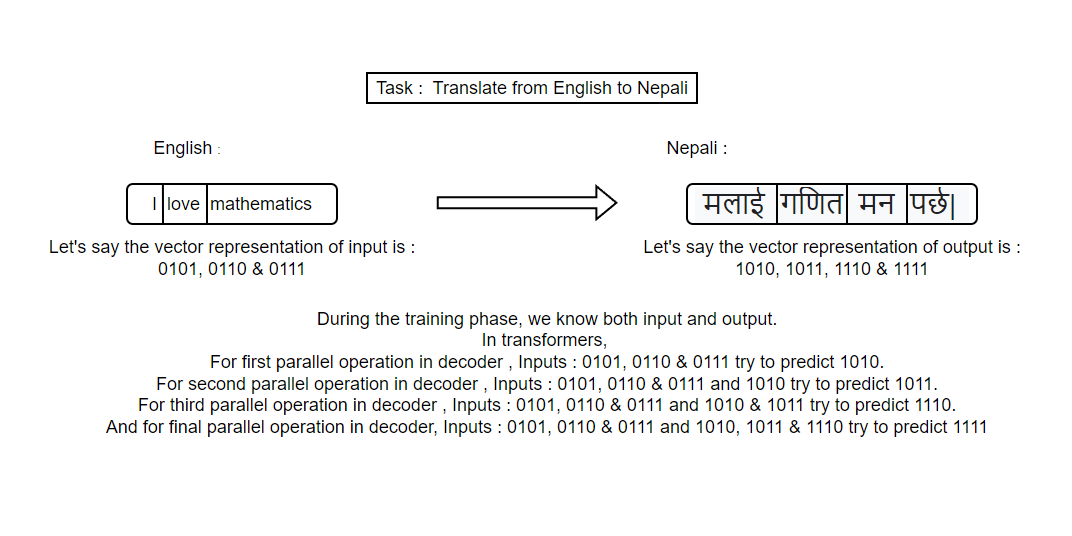 Task :  Translate from English to Nepali
English :
Nepali :
I love mathematics
मलाई गणित मन पर्छ।
Let's say the vector representation of input is :
0101, 0110 & 0111
Let's say the vector representation of output is :
1010, 1011, 1110 & 1111
During the training phase, we know both input and output.
In transformers,
For first parallel operation in decoder , Inputs : 0101, 0110 & 0111 try to predict 1010.
For second parallel operation in decoder , Inputs : 0101, 0110 & 0111 and 1010 try to predict 1011.
For third parallel operation in decoder , Inputs : 0101, 0110 & 0111 and 1010 & 1011 try to predict 1110.
And for final parallel operation in decoder, Inputs : 0101, 0110 & 0111 and 1010, 1011 & 1110 try to predict 1111